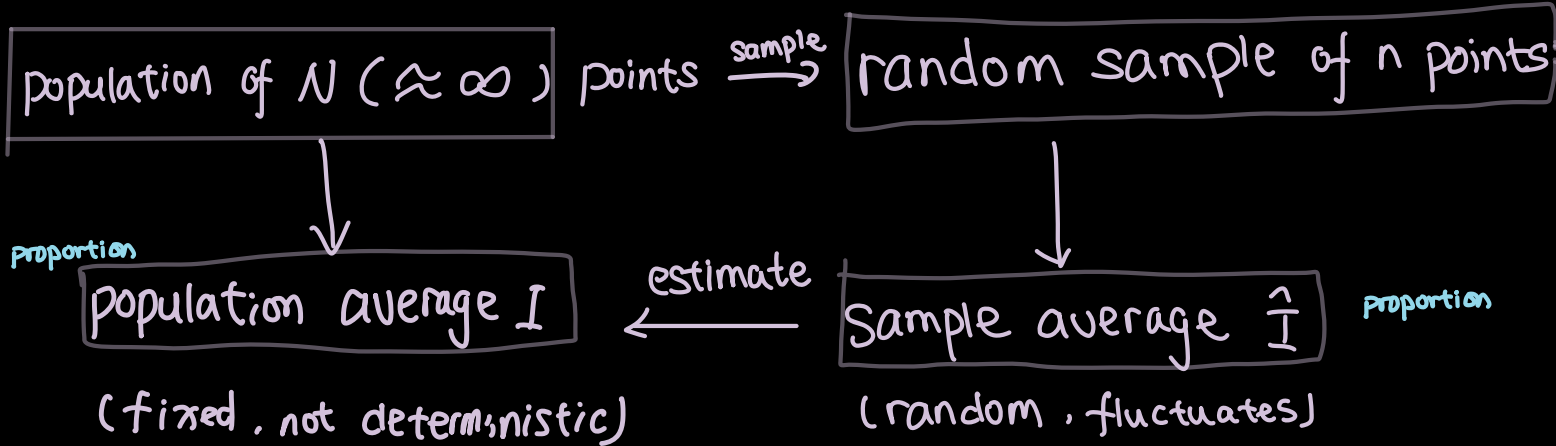 population of N (≈ ∞) points
sample
random sample of n points
proportion
population average I
estimate
sample average Î
proportion
(fixed, not deterministic)
(random, fluctuates)